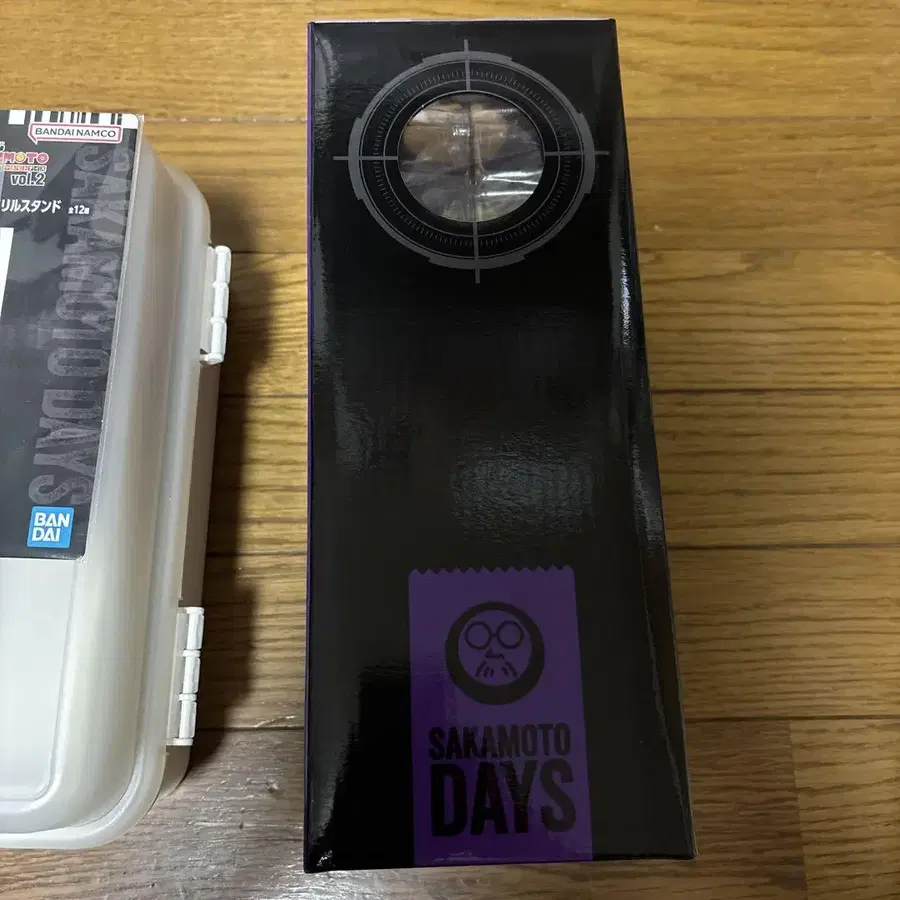 BANDAI NAMCO
MOTO
vol.2
リルスタンド 全12種
SAKAMOTO DAYS
BAN
DAI
SAKAMOTO
DAYS